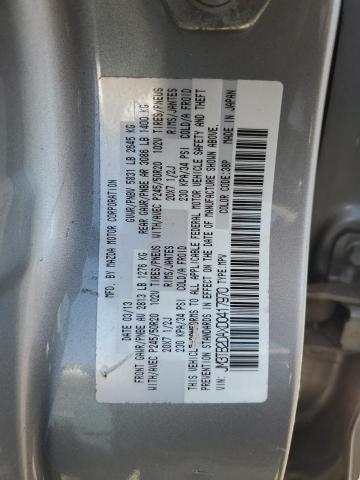 MFD. BY MAZDA MOTOR CORPORATION
DATE 03/13 GVWR/PNBV 5831 LB 2645 KG
FRONT GAWR/PNBE AV 2813 LB 1276 KG REAR GAWR/PNBE AR 3086 LB 1400 KG
WITH/AVEC P245/50R20 102V TIRES/PNEUS WITH/AVEC P245/50R20 102V TIRES/PNEUS
20X7 1/2J RIMS/JANTES 20X7 1/2J RIMS/JANTES
230 KPA/34 PSI COLD/A FROID 230 KPA/34 PSI COLD/A FROID
THIS VEHICLE CONFORMS TO ALL APPLICABLE FEDERAL MOTOR VEHICLE SAFETY AND THEFT
PREVENTION STANDARDS IN EFFECT ON THE DATE OF MANUFACTURE SHOWN ABOVE.
JM3TB2DAXD0417970 TYPE:MPV COLOR CODE:38P MADE IN JAPAN